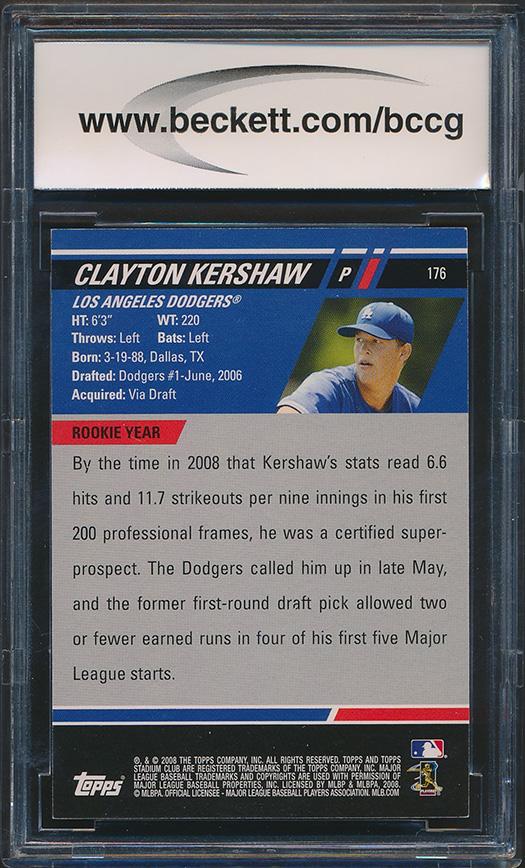 www.beckett.com/bccg
CLAYTON KERSHAW P 176
LOS ANGELES DODGERS®
HT: 6'3" WT: 220
Throws: Left Bats: Left
Born: 3-19-88, Dallas, TX
Drafted: Dodgers #1-June, 2006
Acquired: Via Draft
ROOKIE YEAR
By the time in 2008 that Kershaw's stats read 6.6
hits and 11.7 strikeouts per nine innings in his first
200 professional frames, he was a certified super-
prospect. The Dodgers called him up in late May,
and the former first-round draft pick allowed two
or fewer earned runs in four of his first five Major
League starts.
topps
®, & © 2008 THE TOPPS COMPANY, INC. ALL RIGHTS RESERVED. TOPPS AND TOPPS
STADIUM CLUB ARE REGISTERED TRADEMARKS OF THE TOPPS COMPANY, INC. MAJOR
LEAGUE BASEBALL TRADEMARKS AND COPYRIGHTS ARE USED WITH PERMISSION OF
MAJOR LEAGUE BASEBALL PROPERTIES, INC. LICENSED BY MLBP & MLBPA, 2008.
© MLBPA. OFFICIAL LICENSEE - MAJOR LEAGUE BASEBALL PLAYERS ASSOCIATION. MLB.COM